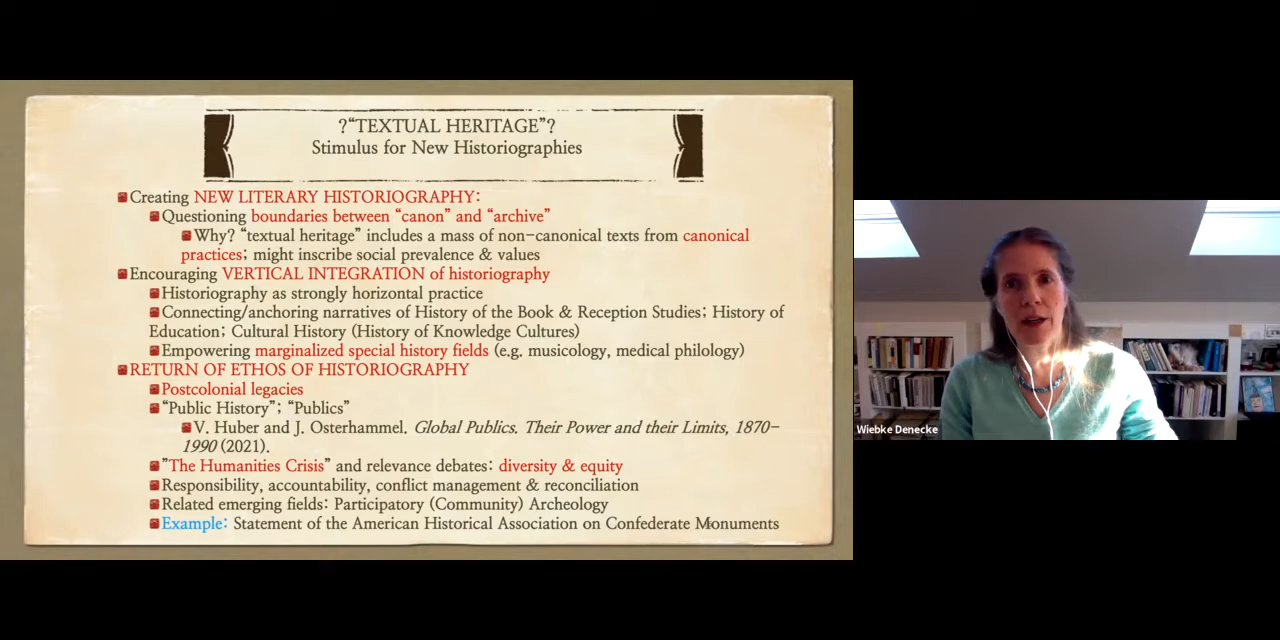 ?“TEXTUAL HERITAGE”?
Stimulus for New Historiographies
Creating NEW LITERARY HISTORIOGRAPHY:
Questioning boundaries between “canon” and “archive”
Why? “textual heritage” includes a mass of non-canonical texts from canonical
practices; might inscribe social prevalence & values
Encouraging VERTICAL INTEGRATION of historiography
Historiography as strongly horizontal practice
Connecting/anchoring narratives of History of the Book & Reception Studies; History of
Education; Cultural History (History of Knowledge Cultures)
Empowering marginalized special history fields (e.g. musicology, medical philology)
RETURN OF ETHOS OF HISTORIOGRAPHY
Postcolonial legacies
“Public History”; “Publics”
V. Huber and J. Osterhammel. Global Publics. Their Power and their Limits, 1870-
1990 (2021).
”The Humanities Crisis” and relevance debates: diversity & equity
Responsibility, accountability, conflict management & reconciliation
Related emerging fields: Participatory (Community) Archeology
Example: Statement of the American Historical Association on Confederate Monuments
Wiebke Denecke